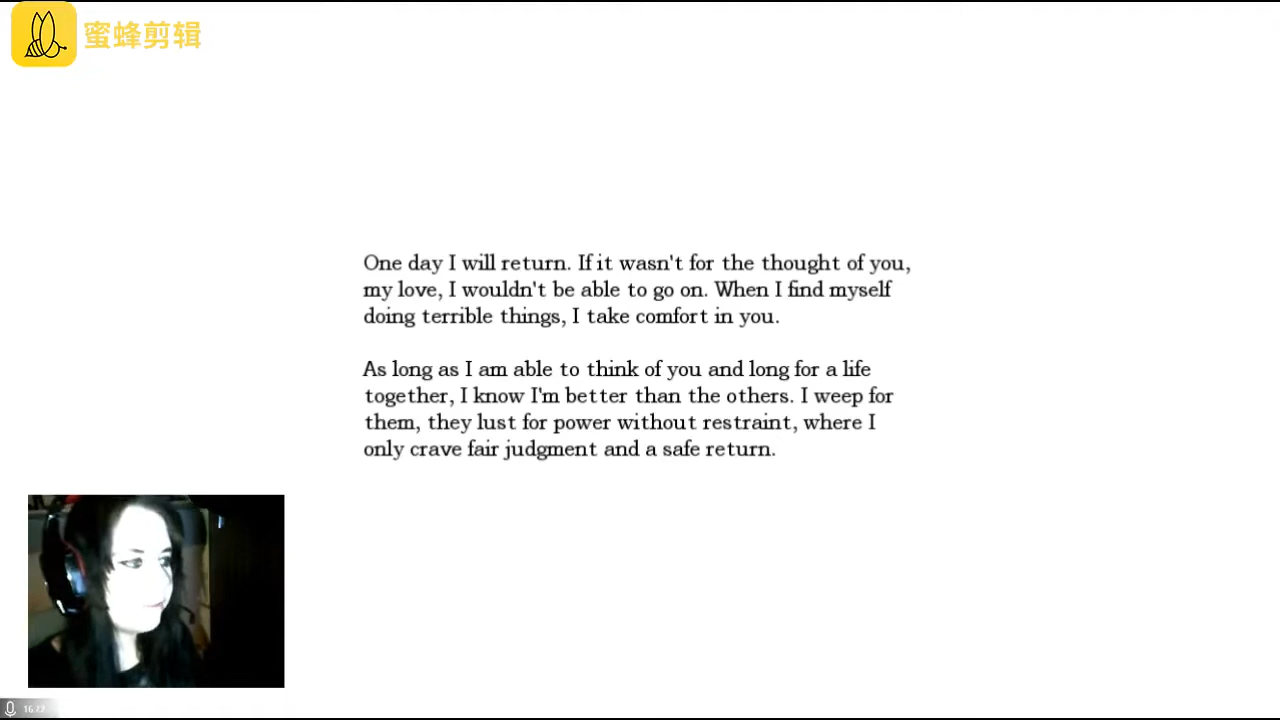 蜜蜂剪辑
One day I will return. If it wasn't for the thought of you,
my love, I wouldn't be able to go on. When I find myself
doing terrible things, I take comfort in you.
As long as I am able to think of you and long for a life
together, I know I'm better than the others. I weep for
them, they lust for power without restraint, where I
only crave fair judgment and a safe return.